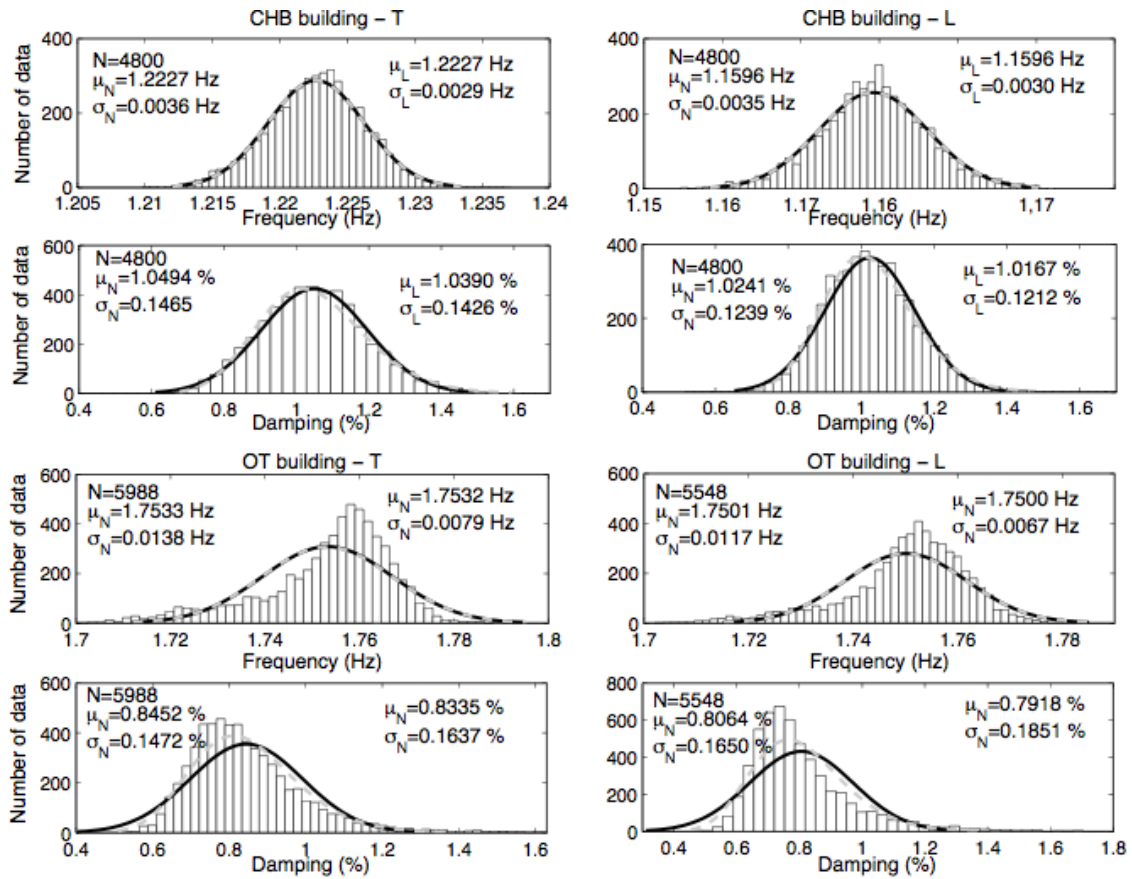 CHB building – T
Number of data
400
200
0
N=4800
μN=1.2227 Hz
σN=0.0036 Hz
μL=1.2227 Hz
σL=0.0029 Hz
1.205 1.21 1.215 1.22 1.225 1.23 1.235 1.24
Frequency (Hz)
CHB building – L
400
200
0
N=4800
μN=1.1596 Hz
σN=0.0035 Hz
μL=1.1596 Hz
σL=0.0030 Hz
1.15 1.16 1.17 1,16 1,17
Frequency (Hz)
Number of data
600
400
200
0
N=4800
μN=1.0494 %
σN=0.1465
μL=1.0390 %
σL=0.1426 %
0.4 0.6 0.8 1 1.2 1.4 1.6
Damping (%)
400
200
0
N=4800
μN=1.0241 %
σN=0.1239 %
μL=1.0167 %
σL=0.1212 %
0.4 0.6 0.8 1 1.2 1.4 1.6
Damping (%)
OT building – T
Number of data
600
400
200
0
N=5988
μN=1.7533 Hz
σN=0.0138 Hz
μN=1.7532 Hz
σN=0.0079 Hz
1.7 1.72 1.74 1.76 1.78 1.8
Frequency (Hz)
OT building – L
600
400
200
0
N=5548
μN=1.7501 Hz
σN=0.0117 Hz
μN=1.7500 Hz
σN=0.0067 Hz
1.7 1.72 1.74 1.76 1.78
Frequency (Hz)
Number of data
600
400
200
0
N=5988
μN=0.8452 %
σN=0.1472 %
μN=0.8335 %
σN=0.1637 %
0.4 0.6 0.8 1 1.2 1.4 1.6
Damping (%)
800
600
400
200
0
N=5548
μN=0.8064 %
σN=0.1650 %
μN=0.7918 %
σN=0.1851 %
0.4 0.6 0.8 1 1.2 1.4 1.6 1.8
Damping (%)